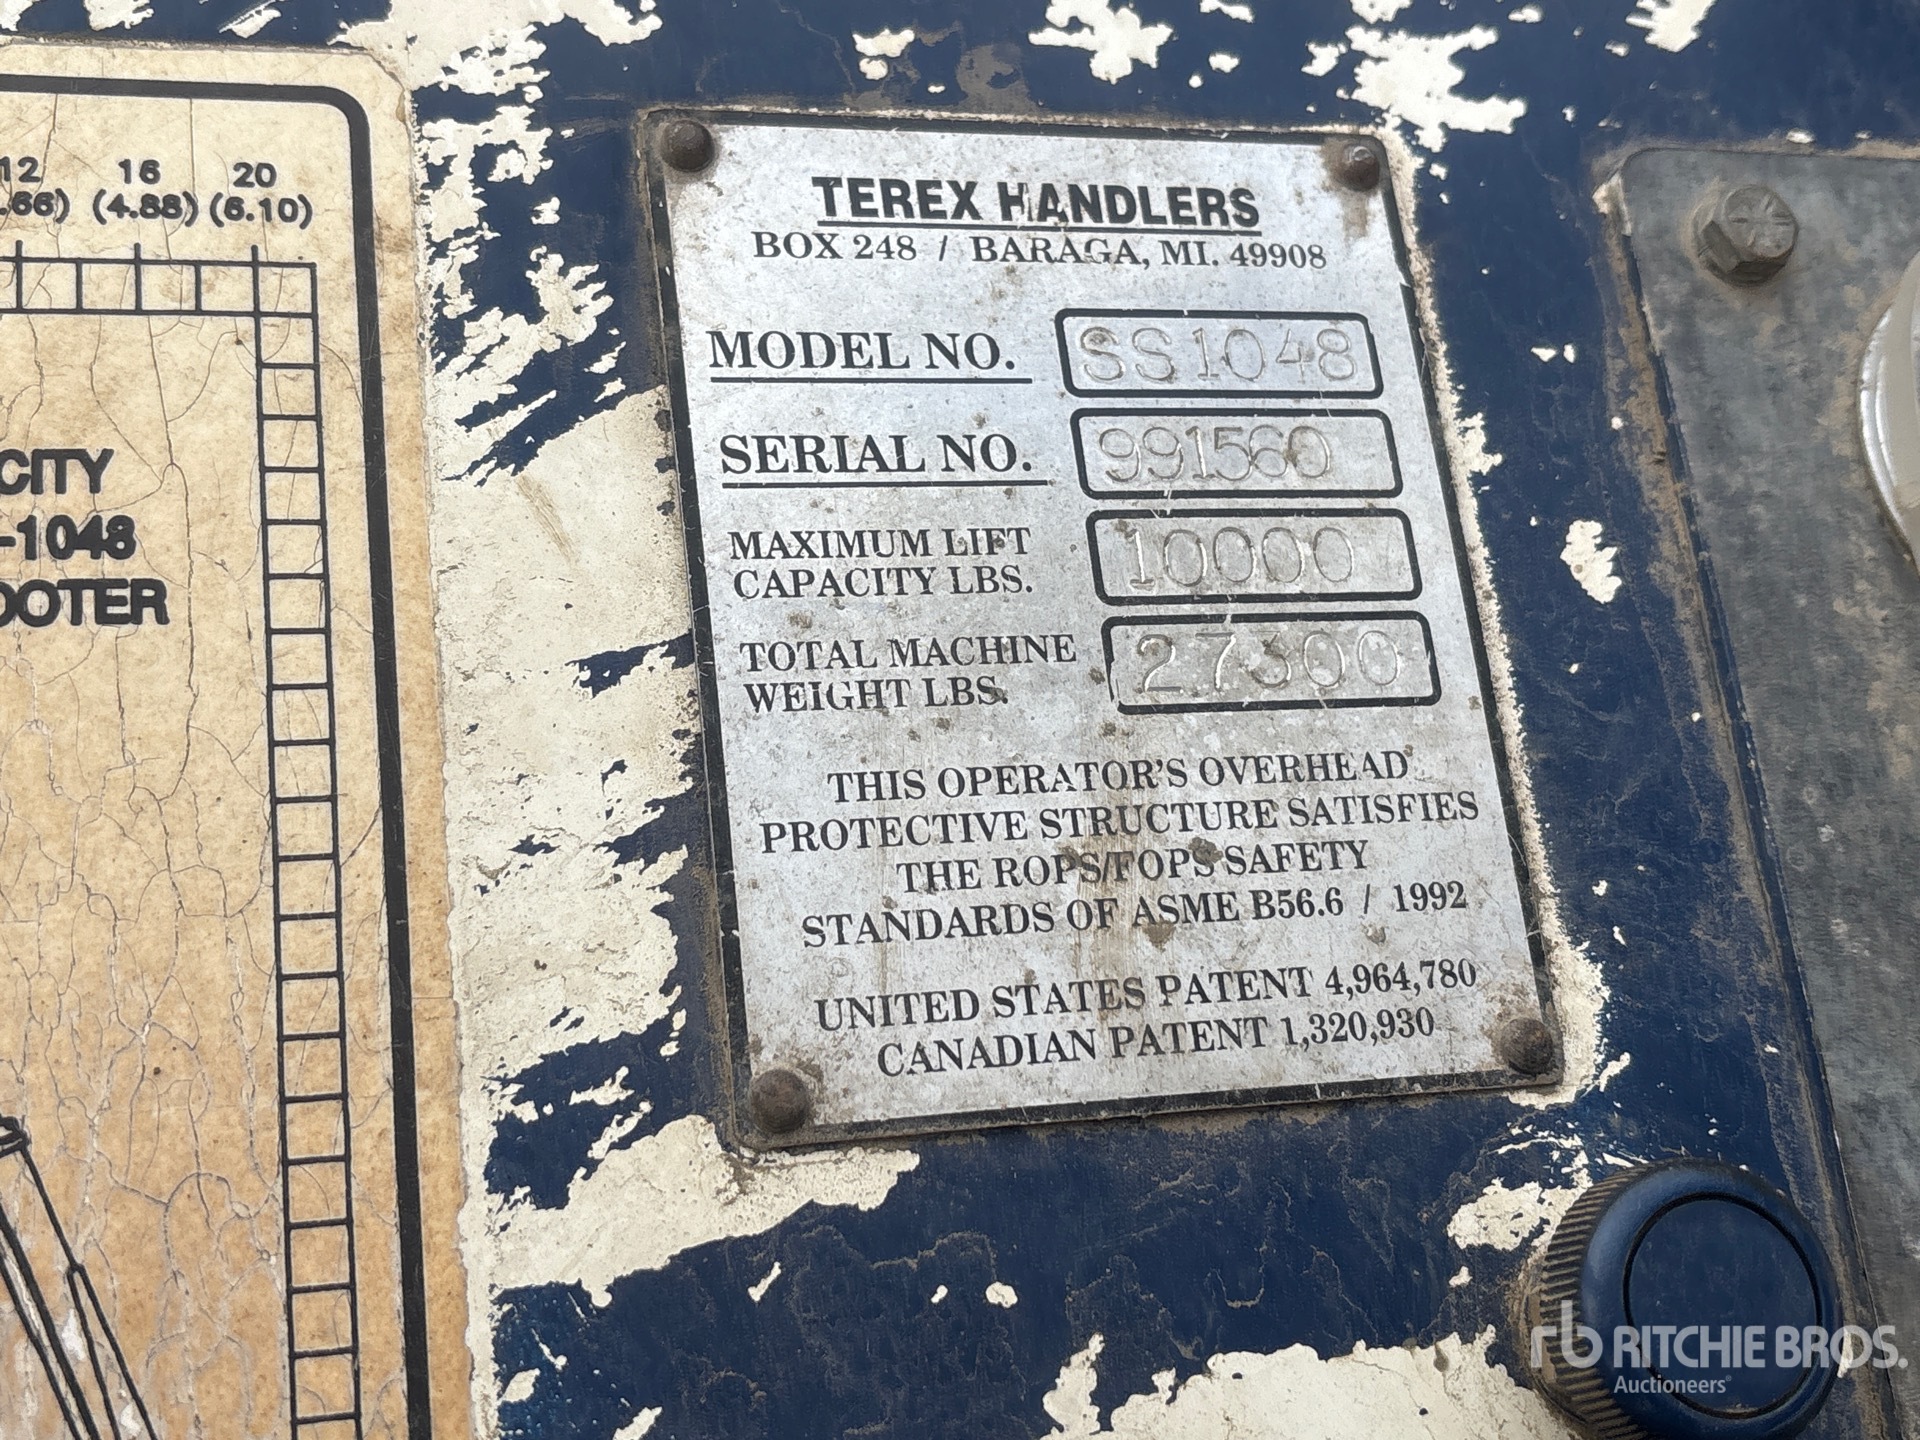 12 16 20
.66) (4.88) (6.10)
CITY
-1048
OOTER
TEREX HANDLERS
BOX 248 / BARAGA, MI. 49908
MODEL NO. SS1048
SERIAL NO. 991560
MAXIMUM LIFT
CAPACITY LBS. 10000
TOTAL MACHINE
WEIGHT LBS. 27300
THIS OPERATOR'S OVERHEAD
PROTECTIVE STRUCTURE SATISFIES
THE ROPS/FOPS SAFETY
STANDARDS OF ASME B56.6 / 1992
UNITED STATES PATENT 4,964,780
CANADIAN PATENT 1,320,930
rb RITCHIE BROS.
Auctioneers